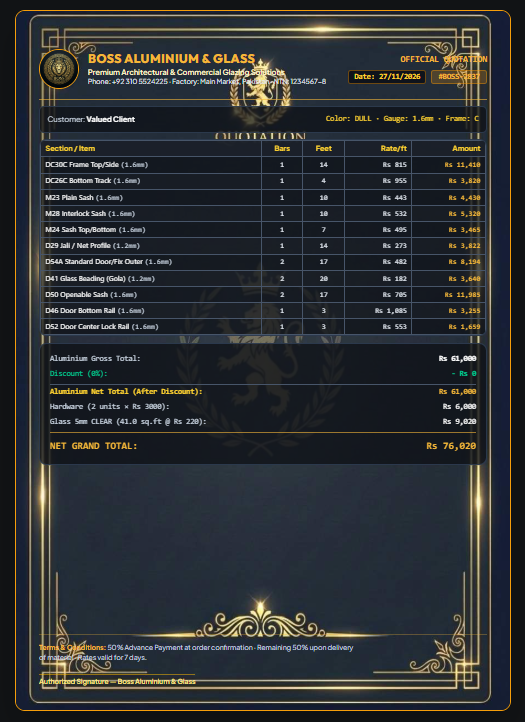 BOSS ALUMINIUM & GLASS
Premium Architectural & Commercial Glazing Solutions
Phone: +92 310 5524225 · Factory: Main Market, Pakistan · NTN: 1234567-8
OFFICIAL QUOTATION
Date: 27/11/2026 #BOSS-2837
Customer: Valued Client Color: DULL · Gauge: 1.6mm · Frame: C
QUOTATION
Section / Item Bars Feet Rate/ft Amount
DC30C Frame Top/Side (1.6mm) 1 14 Rs 815 Rs 11,410
DC26C Bottom Track (1.6mm) 1 4 Rs 955 Rs 3,820
M23 Plain Sash (1.6mm) 1 10 Rs 443 Rs 4,430
M28 Interlock Sash (1.6mm) 1 10 Rs 532 Rs 5,320
M24 Sash Top/Bottom (1.6mm) 1 7 Rs 495 Rs 3,465
D29 Jali / Net Profile (1.2mm) 1 14 Rs 273 Rs 3,822
D54A Standard Door/Fix Outer (1.6mm) 2 17 Rs 482 Rs 8,194
D41 Glass Beading (Gola) (1.2mm) 2 20 Rs 182 Rs 3,640
D50 Openable Sash (1.6mm) 2 17 Rs 705 Rs 11,985
D46 Door Bottom Rail (1.6mm) 1 3 Rs 1,085 Rs 3,255
D52 Door Center Lock Rail (1.6mm) 1 3 Rs 553 Rs 1,659
Aluminium Gross Total: Rs 61,000
Discount (0%): - Rs 0
Aluminium Net Total (After Discount): Rs 61,000
Hardware (2 units × Rs 3000): Rs 6,000
Glass 5mm CLEAR (41.0 sq.ft @ Rs 220): Rs 9,020
NET GRAND TOTAL: Rs 76,020
Terms & Conditions: 50% Advance Payment at order confirmation · Remaining 50% upon delivery
of material · Rates valid for 7 days.
Authorized Signature — Boss Aluminium & Glass